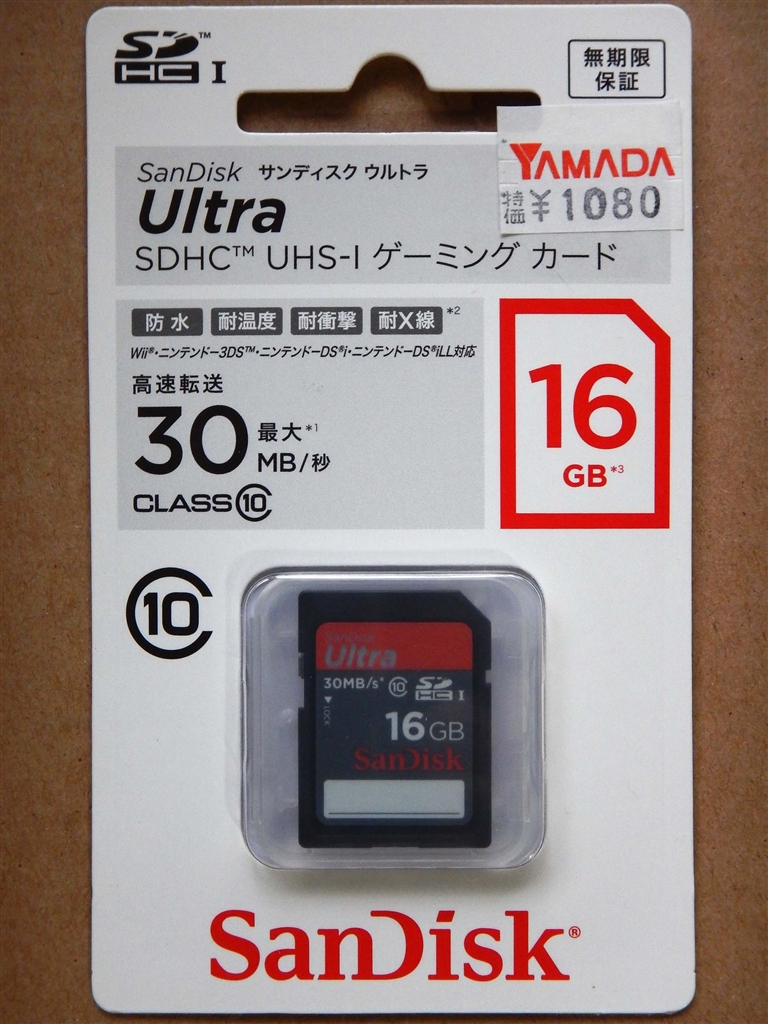 SD HC I ™
無期限
保証
YAMADA
特価 ¥1080
SanDisk サンディスク ウルトラ
Ultra
SDHC™ UHS-I ゲーミング カード
防水 耐温度 耐衝撃 耐X線 *2
Wii®・ニンテンドー3DS™・ニンテンドーDS®i・ニンテンドーDS®iLL対応
高速転送
30 最大*1
MB/秒
CLASS 10
16
GB*3
10
SanDisk
Ultra
30MB/s* 10 SD HC I
LOCK
16GB
SanDisk
SanDisk®